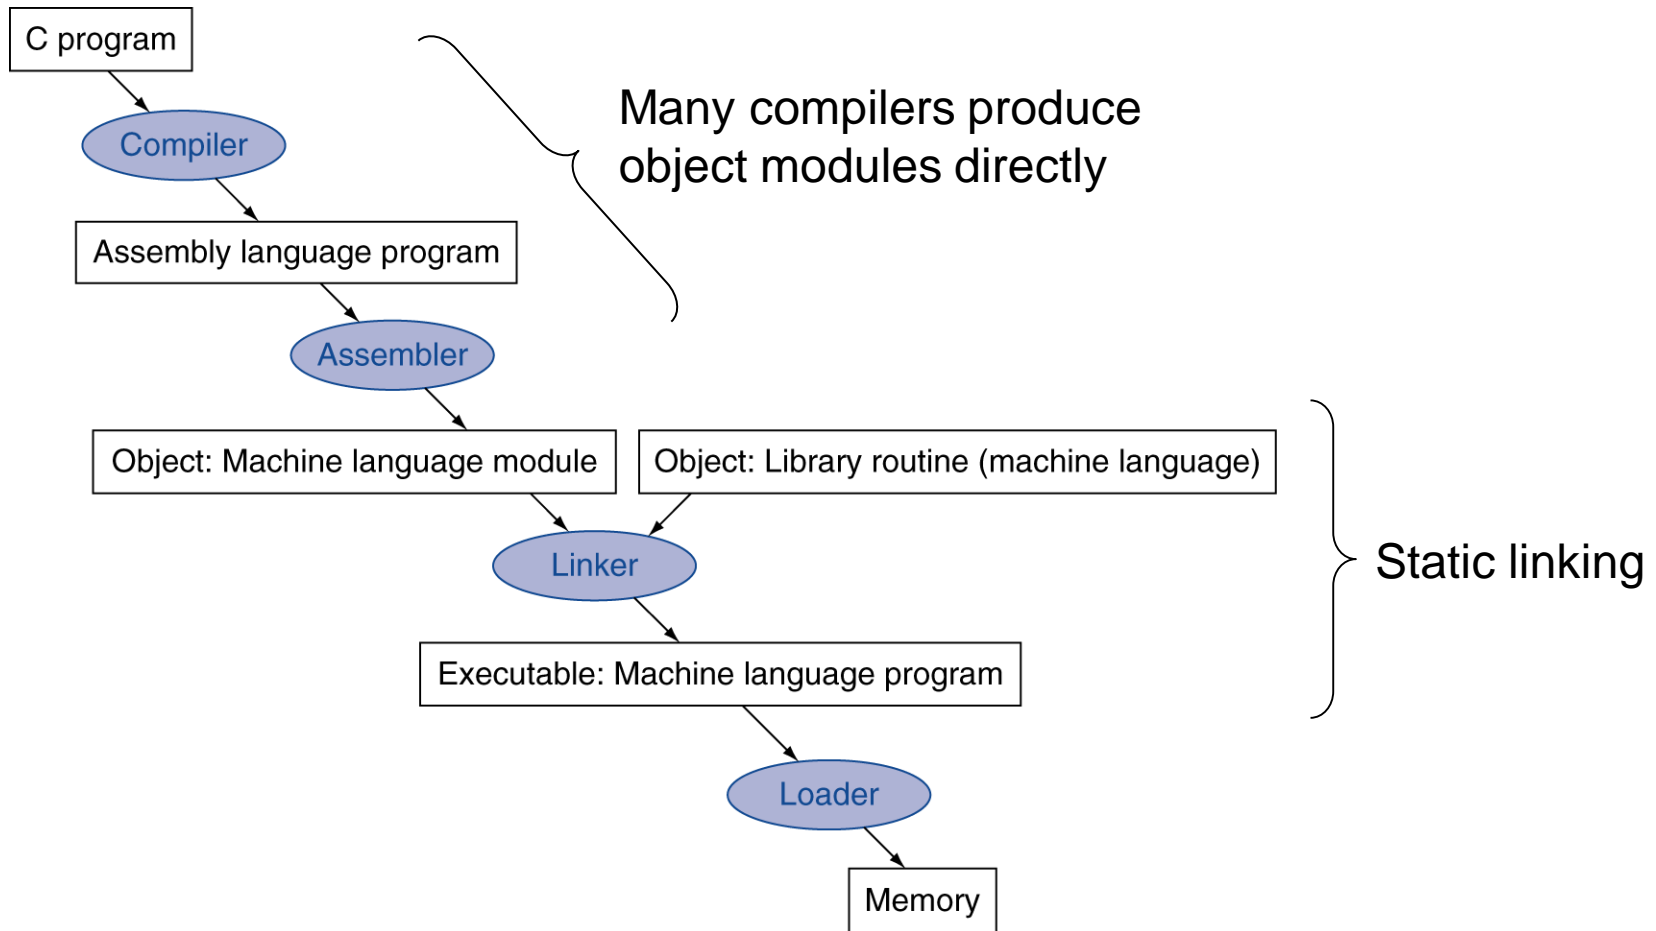 C program
Many compilers produce
object modules directly
Compiler
Assembly language program
Assembler
Object: Machine language module
Object: Library routine (machine language)
Linker
Static linking
Executable: Machine language program
Loader
Memory